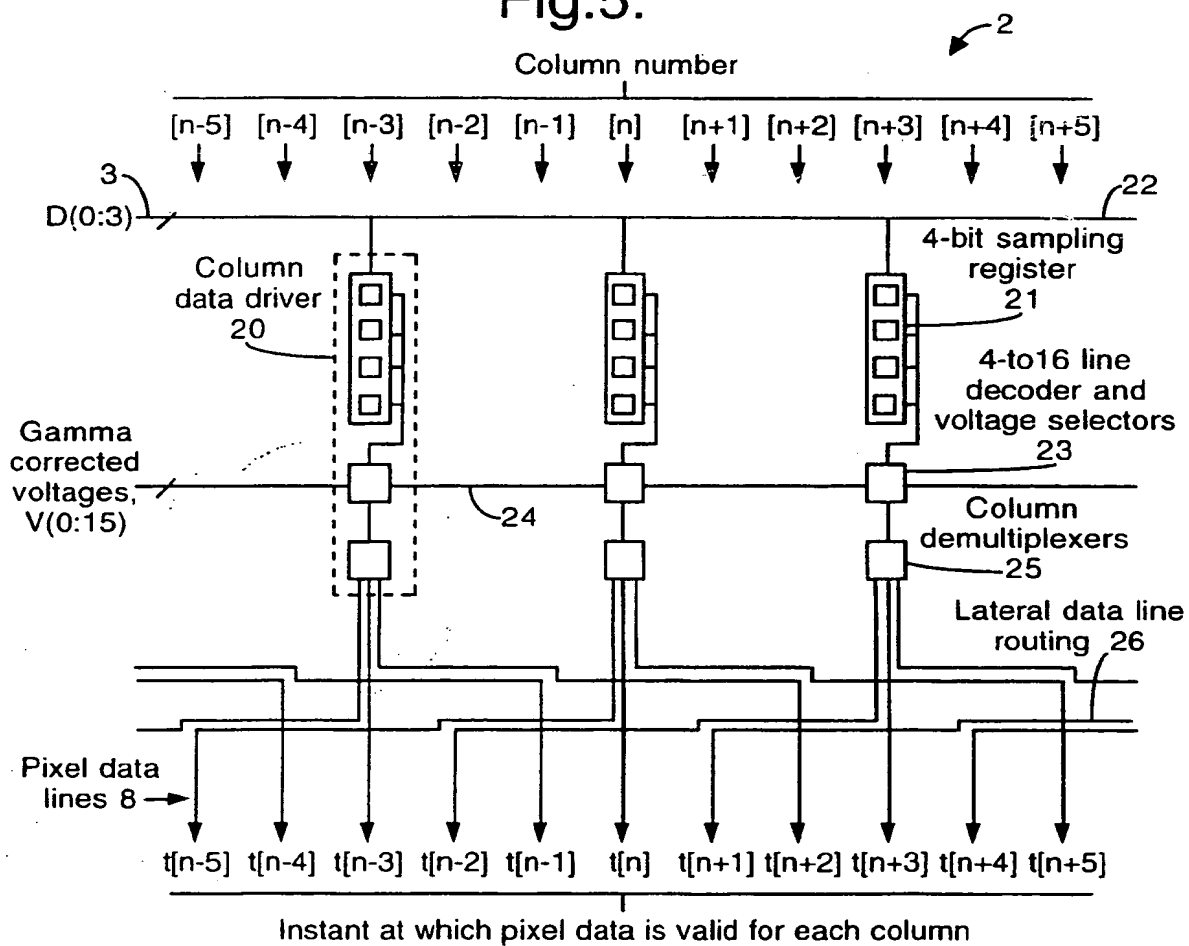 Fig.5.
2
Column number
[n-5] [n-4] [n-3] [n-2] [n-1] [n] [n+1] [n+2] [n+3] [n+4] [n+5]
3
D(0:3)
22
Column
data driver
20
4-bit sampling
register
21
4-to16 line
decoder and
voltage selectors
23
Gamma
corrected
voltages,
V(0:15)
24
Column
demultiplexers
25
Lateral data line
routing 26
Pixel data
lines 8
t[n-5] t[n-4] t[n-3] t[n-2] t[n-1] t[n] t[n+1] t[n+2] t[n+3] t[n+4] t[n+5]
Instant at which pixel data is valid for each column